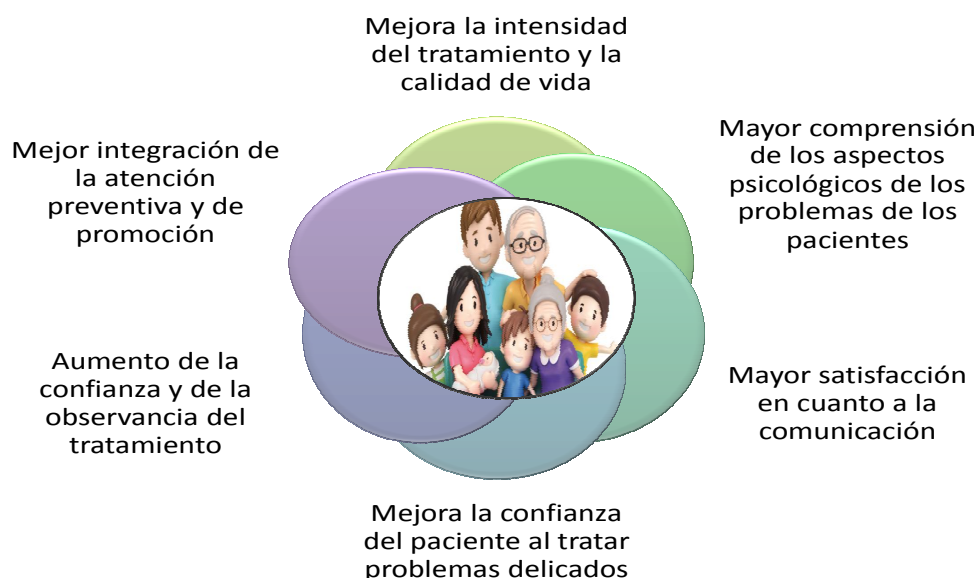 Mejora la intensidad
del tratamiento y la
calidad de vida
Mayor comprensión
de los aspectos
psicológicos de los
problemas de los
pacientes
Mayor satisfacción
en cuanto a la
comunicación
Mejora la confianza
del paciente al tratar
problemas delicados
Aumento de la
confianza y de la
observancia del
tratamiento
Mejor integración de
la atención
preventiva y de
promoción